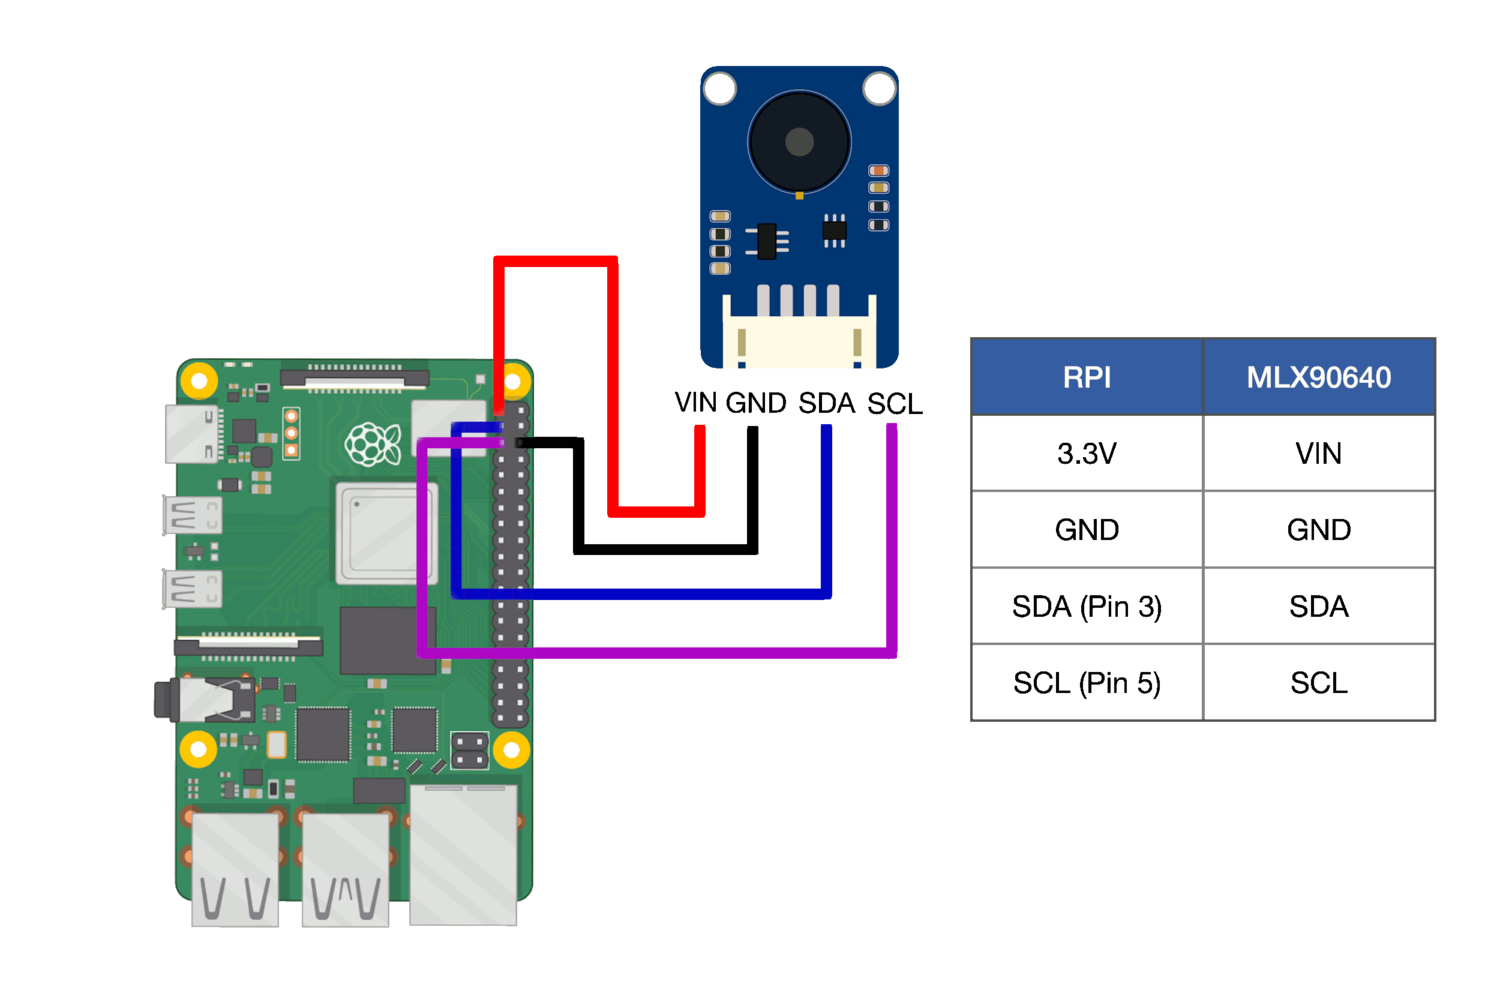 VIN GND SDA SCL
RPI MLX90640
3.3V VIN
GND GND
SDA (Pin 3) SDA
SCL (Pin 5) SCL